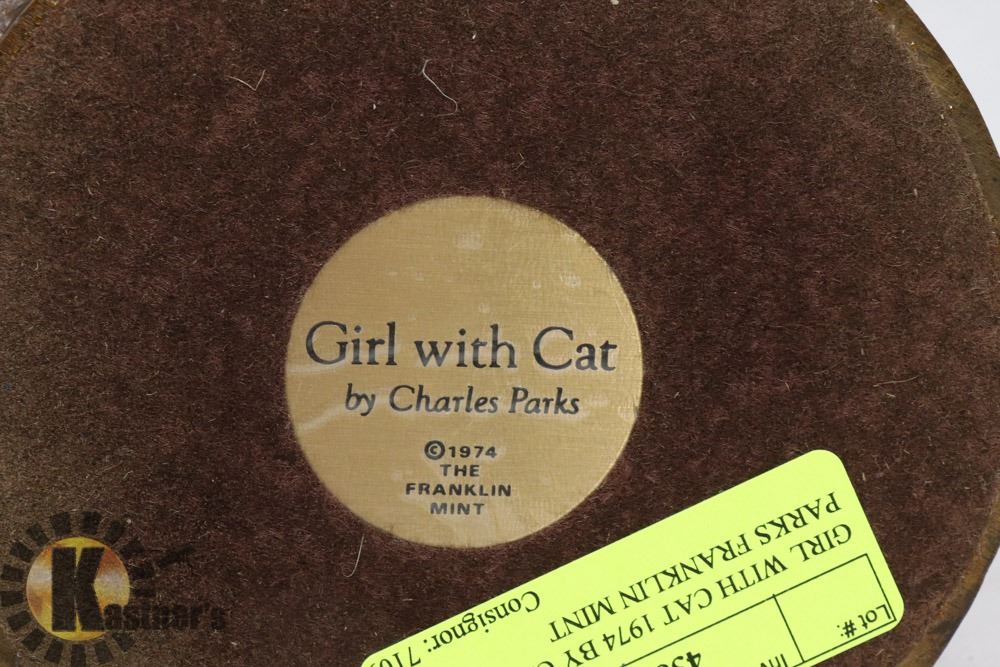 Girl with Cat
by Charles Parks
©1974
THE
FRANKLIN
MINT
Lot#:
GIRL WITH CAT 1974 BY
PARKS FRANKLIN MINT
Consignor:
Kastner's